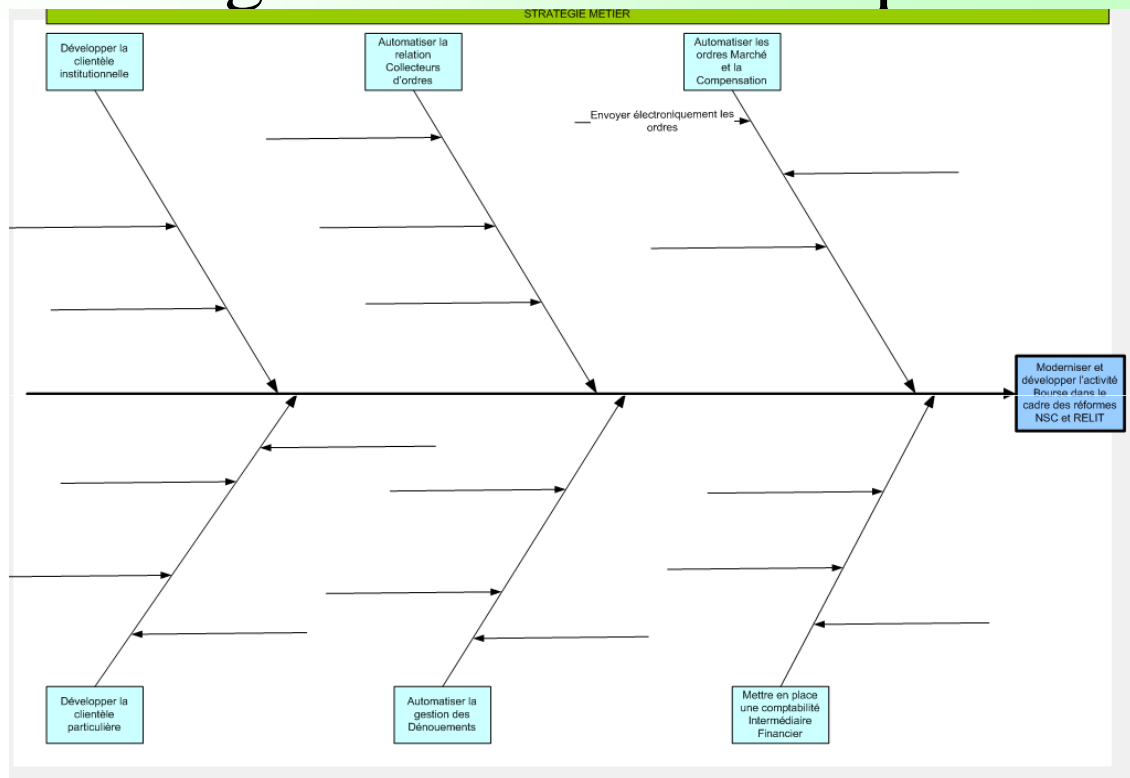 STRATEGIE METIER
Développer la
clientèle
institutionnelle
Automatiser la
relation
Collecteurs
d'ordres
Automatiser les
ordres Marché
et la
Compensation
Envoyer électroniquement les
ordres
Moderniser et
développer l'activité
Bourse dans le
cadre des réformes
NSC et RELIT
Développer la
clientèle
particulière
Automatiser la
gestion des
Dénouements
Mettre en place
une comptabilité
Intermédiaire
Financier